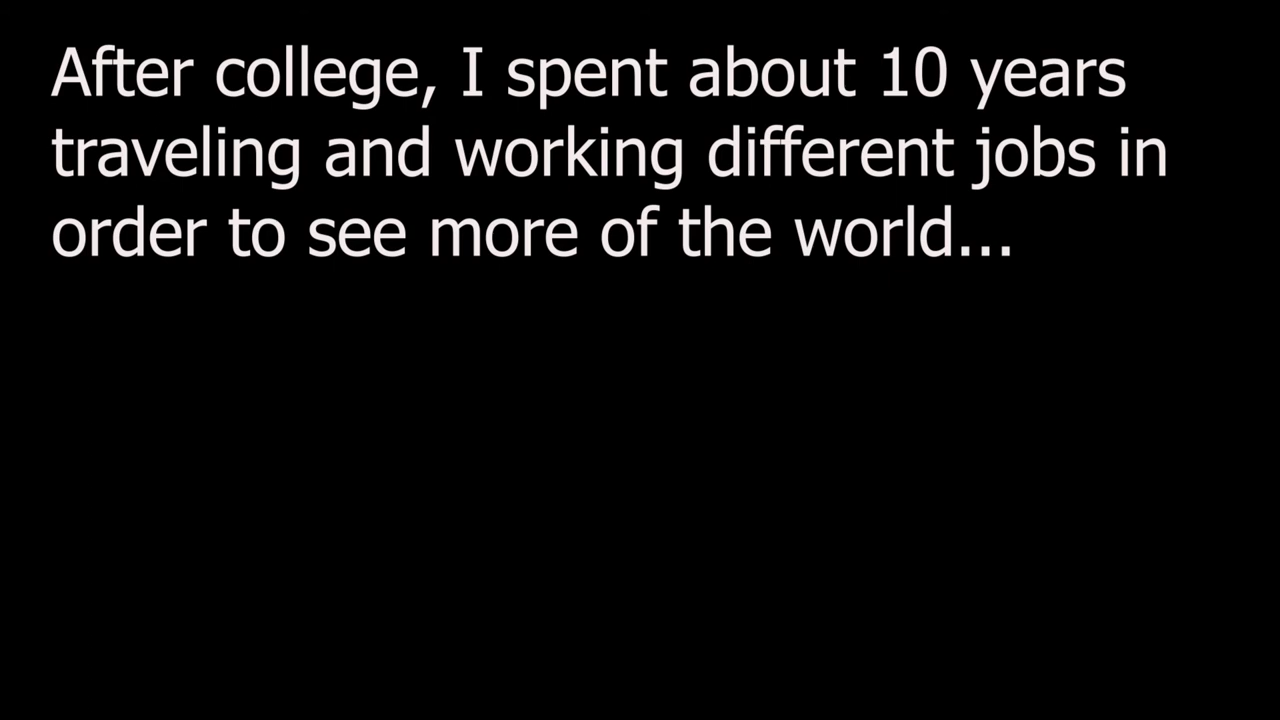 After college, I spent about 10 years
traveling and working different jobs in
order to see more of the world...